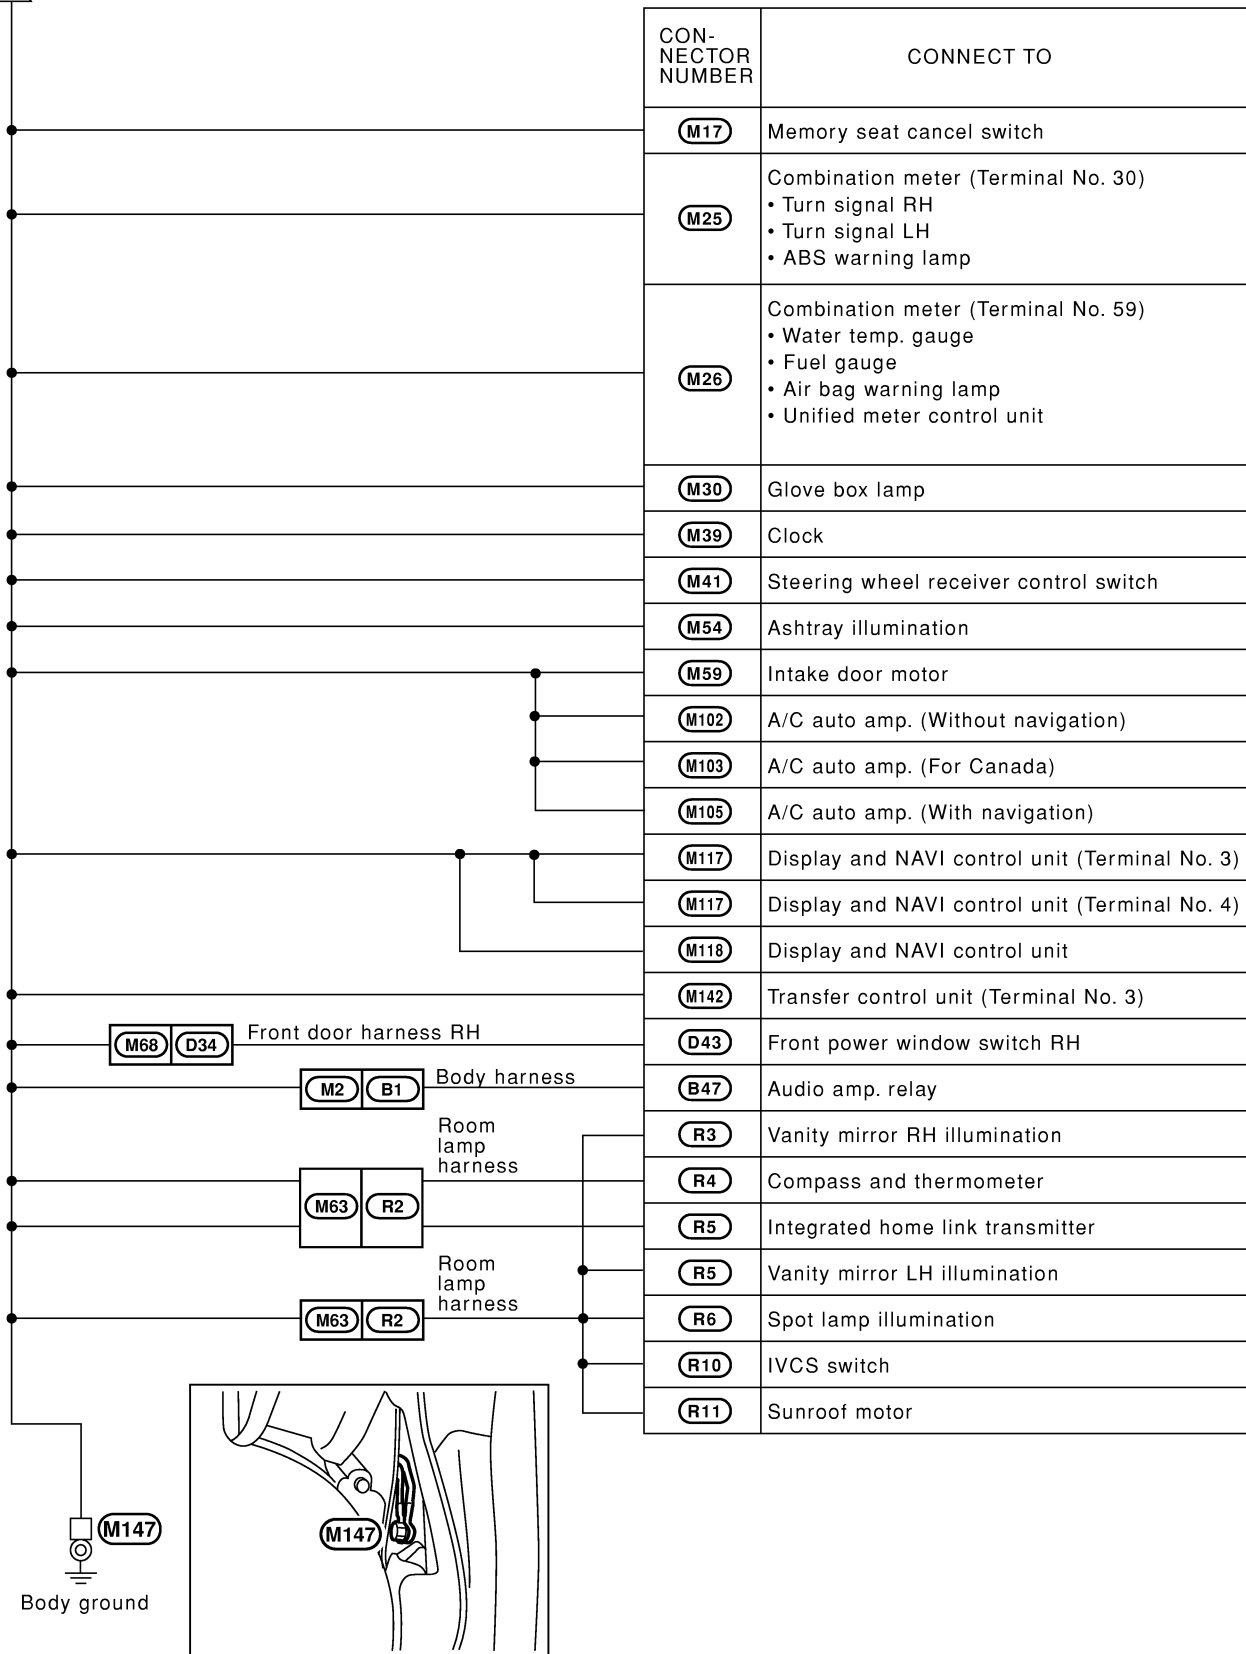 CON-
NECTOR
NUMBER
CONNECT TO
M17 Memory seat cancel switch
M25
Combination meter (Terminal No. 30)
• Turn signal RH
• Turn signal LH
• ABS warning lamp
M26
Combination meter (Terminal No. 59)
• Water temp. gauge
• Fuel gauge
• Air bag warning lamp
• Unified meter control unit
M30 Glove box lamp
M39 Clock
M41 Steering wheel receiver control switch
M54 Ashtray illumination
M59 Intake door motor
M102 A/C auto amp. (Without navigation)
M103 A/C auto amp. (For Canada)
M105 A/C auto amp. (With navigation)
M117 Display and NAVI control unit (Terminal No. 3)
M117 Display and NAVI control unit (Terminal No. 4)
M118 Display and NAVI control unit
M142 Transfer control unit (Terminal No. 3)
M68 D34 Front door harness RH D43 Front power window switch RH
M2 B1 Body harness B47 Audio amp. relay
Room
lamp
harness
R3 Vanity mirror RH illumination
R4 Compass and thermometer
M63 R2
R5 Integrated home link transmitter
Room
lamp
harness
R5 Vanity mirror LH illumination
M63 R2 R6 Spot lamp illumination
R10 IVCS switch
R11 Sunroof motor
M147
M147
Body ground